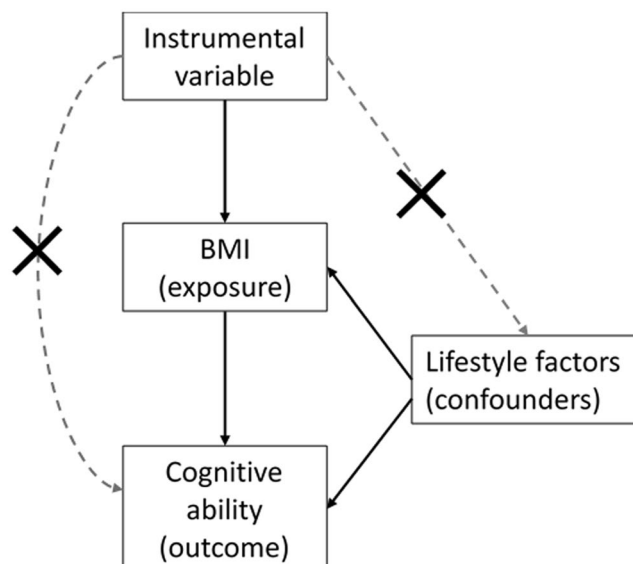 Instrumental
variable
BMI
(exposure)
Lifestyle factors
(confounders)
Cognitive
ability
(outcome)